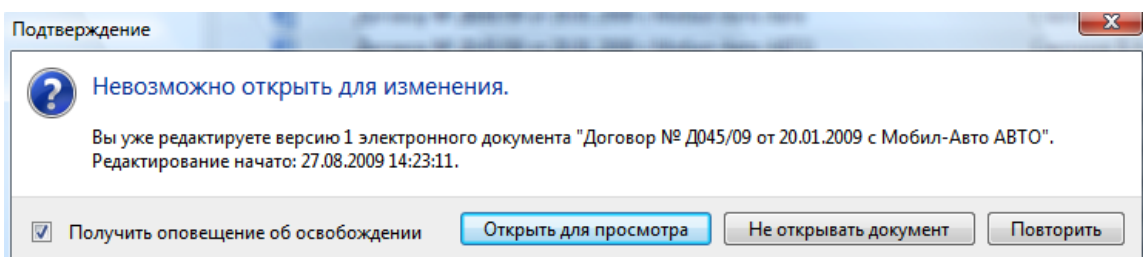 Подтверждение
Невозможно открыть для изменения.
Вы уже редактируете версию 1 электронного документа "Договор № Д045/09 от 20.01.2009 с Мобил-Авто АВТО".
Редактирование начато: 27.08.2009 14:23:11.
Получить оповещение об освобождении Открыть для просмотра Не открывать документ Повторить